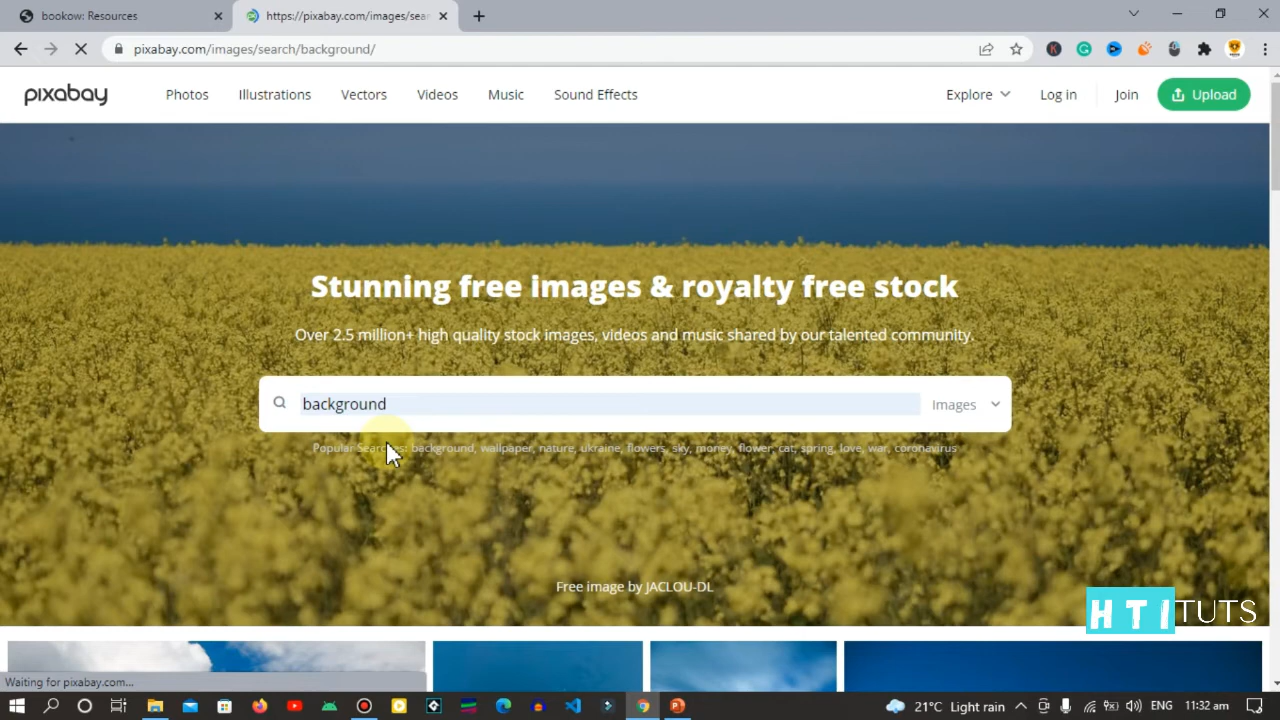 bookow: Resources
https://pixabay.com/images/sear
pixabay.com/images/search/background/
pixabay
Photos
Illustrations
Vectors
Videos
Music
Sound Effects
Explore
Log in
Join
Upload
Stunning free images & royalty free stock
Over 2.5 million+ high quality stock images, videos and music shared by our talented community.
background
Images
Popular Searches: background, wallpaper, nature, ukraine, flowers, sky, money, flower, cat, spring, love, war, coronavirus
Free image by JACLOU-DL
HTITUTS
Waiting for pixabay.com...
21°C Light rain
ENG
11:32 am